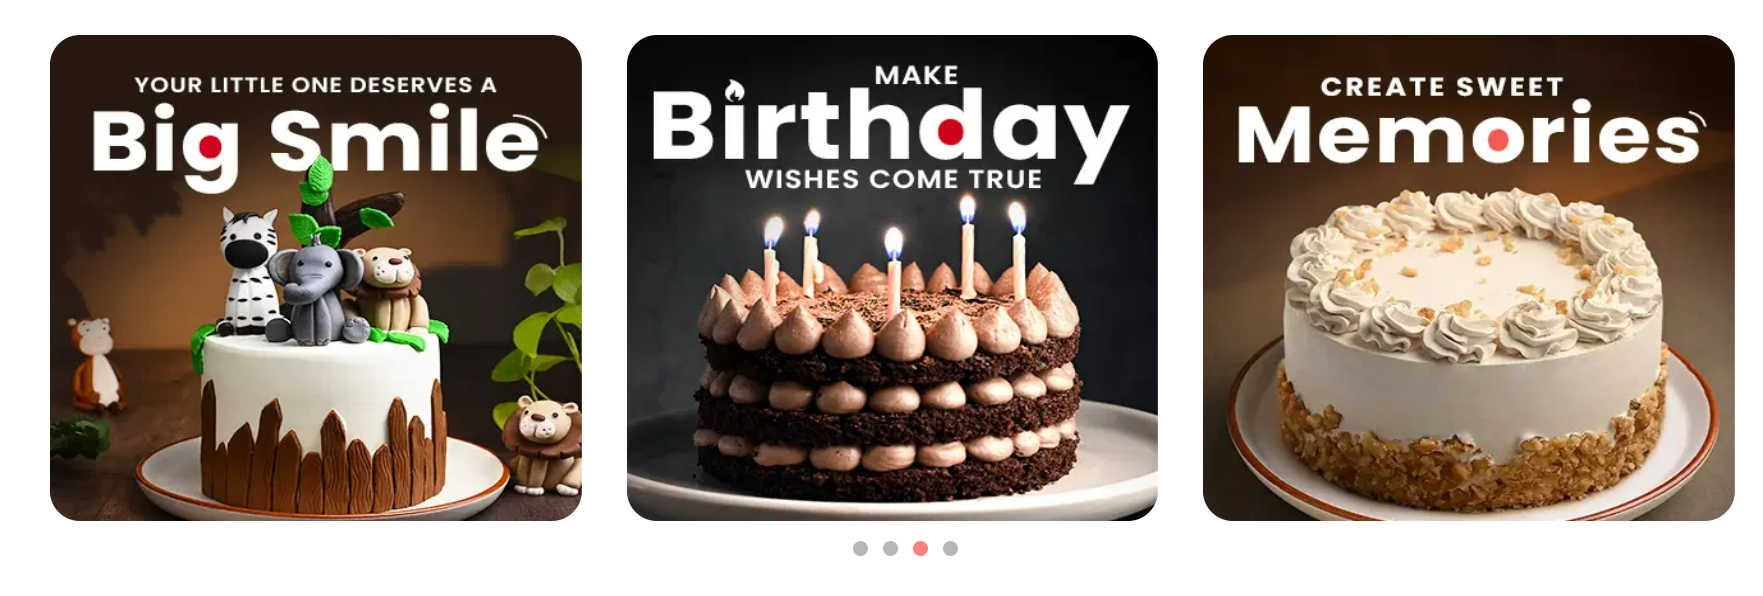 YOUR LITTLE ONE DESERVES A
Big Smile
MAKE
Birthday
WISHES COME TRUE
CREATE SWEET
Memories